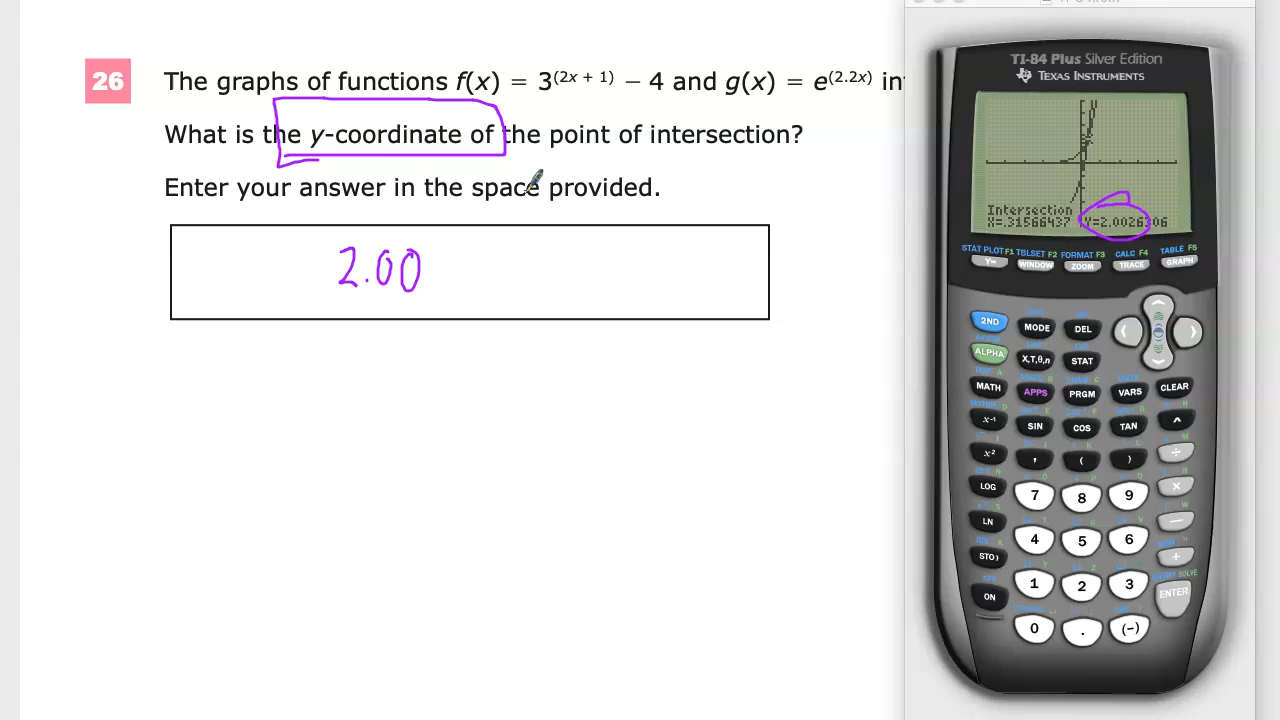 26 The graphs of functions f(x) = 3^(2x + 1) − 4 and g(x) = e^(2.2x) int
What is the y-coordinate of the point of intersection?
Enter your answer in the space provided.
2.00
TI-84 Plus Silver Edition
TEXAS INSTRUMENTS
Intersection
X=.31566437 Y=2.0026306
STAT PLOT F1 TBLSET F2 FORMAT F3 CALC F4 TABLE F5
Y= WINDOW ZOOM TRACE GRAPH
2ND MODE DEL
ALPHA X,T,θ,n STAT
MATH APPS PRGM VARS CLEAR
x⁻¹ SIN COS TAN ^
x² , ( ) ÷
LOG 7 8 9 ×
LN 4 5 6 −
STO› 1 2 3 +
ON 0 . (-) ENTER